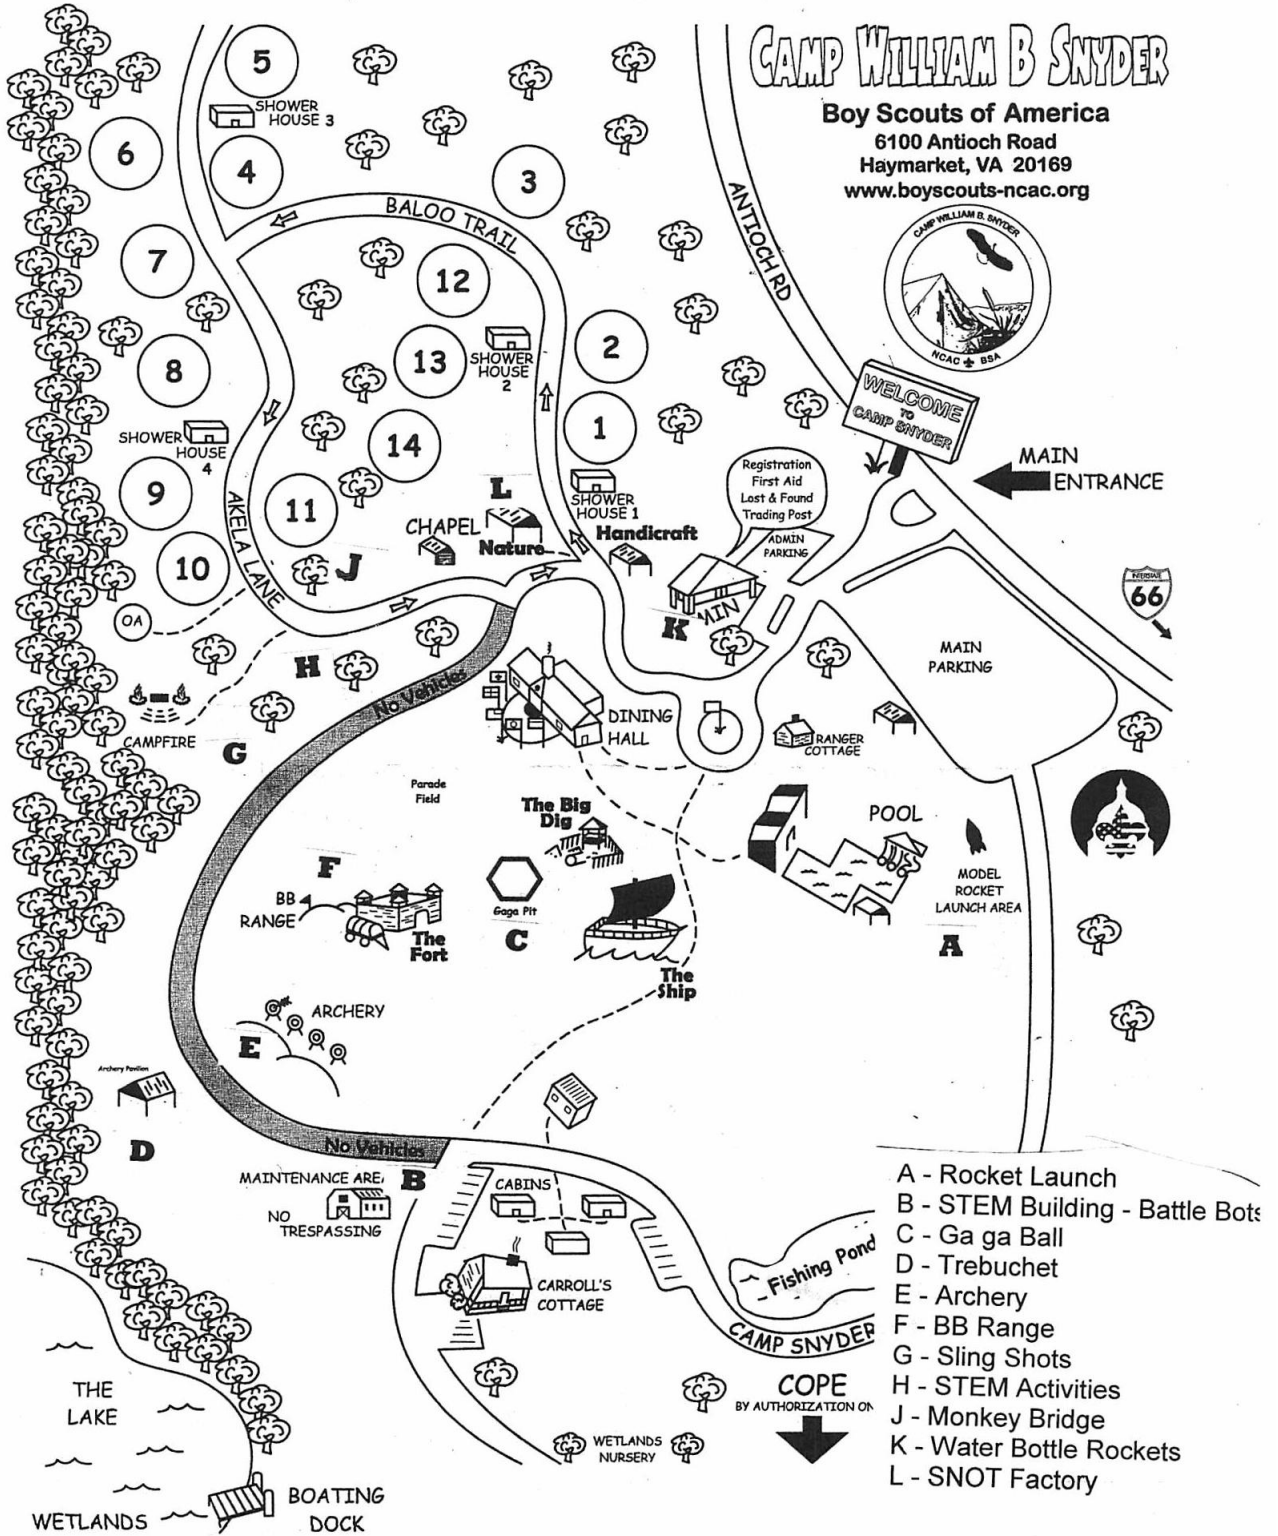 CAMP WILLIAM B SNYDER
Boy Scouts of America
6100 Antioch Road
Haymarket, VA 20169
www.boyscouts-ncac.org
CAMP WILLIAM B. SNYDER
NCAC BSA
5
SHOWER
HOUSE 3
6
4
3
BALOO TRAIL
ANTIOCH RD
7
12
2
SHOWER
HOUSE
2
13
8
WELCOME
TO
CAMP SNYDER
1
14
SHOWER
HOUSE
4
MAIN
ENTRANCE
Registration
First Aid
Lost & Found
Trading Post
9
11
L
SHOWER
HOUSE 1
AKELA LANE
CHAPEL
Nature
Handicraft
ADMIN
PARKING
10
J
INTERSTATE
66
OA
K
MIN
MAIN
PARKING
H
No Vehicles
DINING
HALL
RANGER
COTTAGE
CAMPFIRE
G
Parade
Field
The Big
Dig
POOL
F
MODEL
ROCKET
LAUNCH AREA
BB
RANGE
Gaga Pit
The
Fort
C
A
The
Ship
ARCHERY
E
Archery Pavilion
D
No Vehicles
MAINTENANCE ARE
B
NO
TRESPASSING
CABINS
CARROLL'S
COTTAGE
Fishing Pond
CAMP SNYDER
COPE
BY AUTHORIZATION ON
THE
LAKE
WETLANDS
NURSERY
WETLANDS
BOATING
DOCK
A - Rocket Launch
B - STEM Building - Battle Bots
C - Ga ga Ball
D - Trebuchet
E - Archery
F - BB Range
G - Sling Shots
H - STEM Activities
J - Monkey Bridge
K - Water Bottle Rockets
L - SNOT Factory